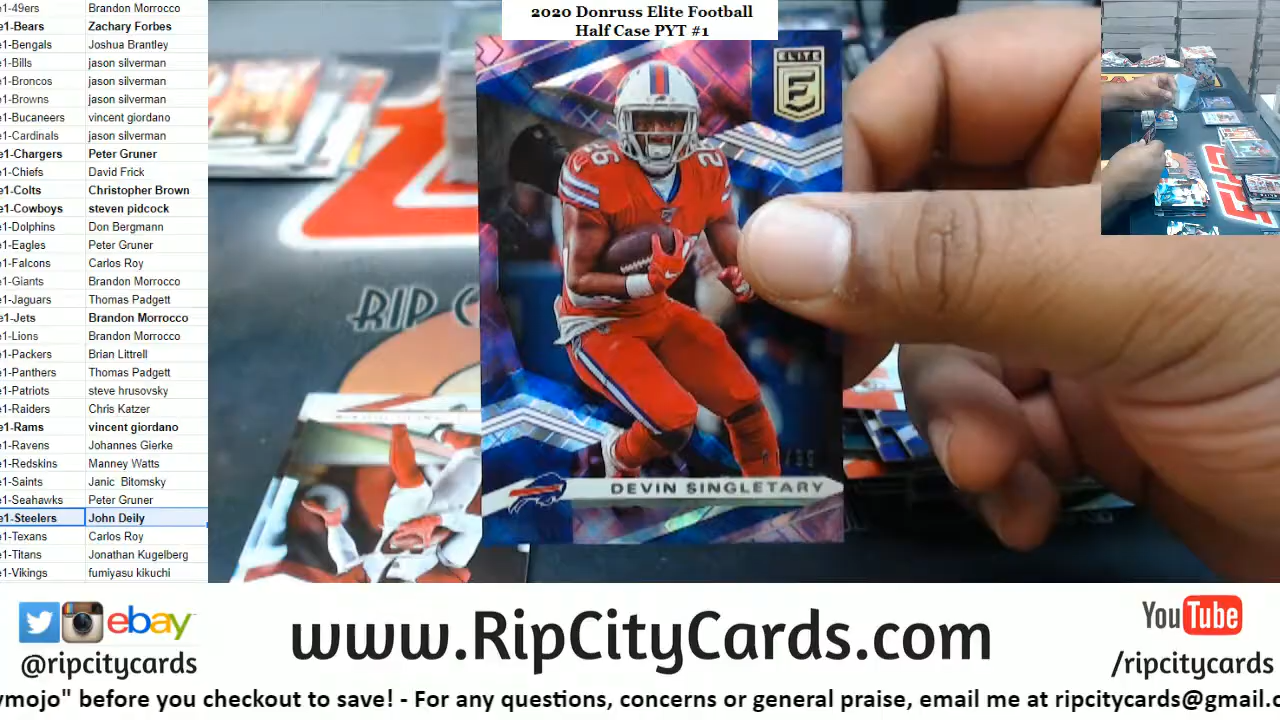 2020 Donruss Elite Football
Half Case PYT #1
e1-49ers Brandon Morrocco
e1-Bears Zachary Forbes
e1-Bengals Joshua Brantley
e1-Bills jason silverman
e1-Broncos jason silverman
e1-Browns jason silverman
e1-Bucaneers vincent giordano
e1-Cardinals jason silverman
e1-Chargers Peter Gruner
e1-Chiefs David Frick
e1-Colts Christopher Brown
e1-Cowboys steven pidcock
e1-Dolphins Don Bergmann
e1-Eagles Peter Gruner
e1-Falcons Carlos Roy
e1-Giants Brandon Morrocco
e1-Jaguars Thomas Padgett
e1-Jets Brandon Morrocco
e1-Lions Brandon Morrocco
e1-Packers Brian Littrell
e1-Panthers Thomas Padgett
e1-Patriots steve hrusovsky
e1-Raiders Chris Katzer
e1-Rams vincent giordano
e1-Ravens Johannes Gierke
e1-Redskins Manney Watts
e1-Saints Janic Bitomsky
e1-Seahawks Peter Gruner
e1-Steelers John Deily
e1-Texans Carlos Roy
e1-Titans Jonathan Kugelberg
e1-Vikings fumiyasu kikuchi
ELITE
E
26 26
RIP C
DEVIN SINGLETARY
ebay
@ripcitycards
www.RipCityCards.com
YouTube
/ripcitycards
ymojo" before you checkout to save! - For any questions, concerns or general praise, email me at ripcitycards@gmail.c